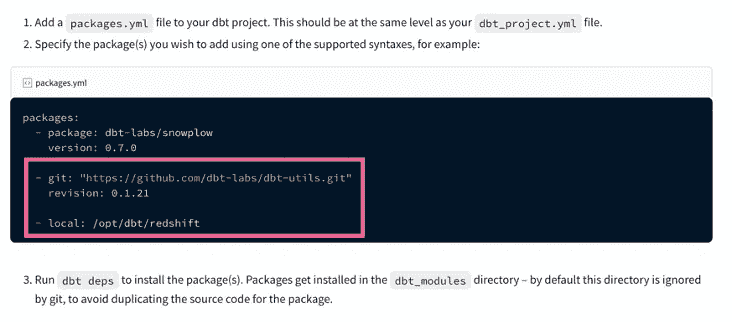 1. Add a packages.yml file to your dbt project. This should be at the same level as your dbt_project.yml file.
2. Specify the package(s) you wish to add using one of the supported syntaxes, for example:
packages.yml
packages:
- package: dbt-labs/snowplow
version: 0.7.0
- git: "https://github.com/dbt-labs/dbt-utils.git"
revision: 0.1.21
- local: /opt/dbt/redshift
3. Run dbt deps to install the package(s). Packages get installed in the dbt_modules directory – by default this directory is ignored
by git, to avoid duplicating the source code for the package.